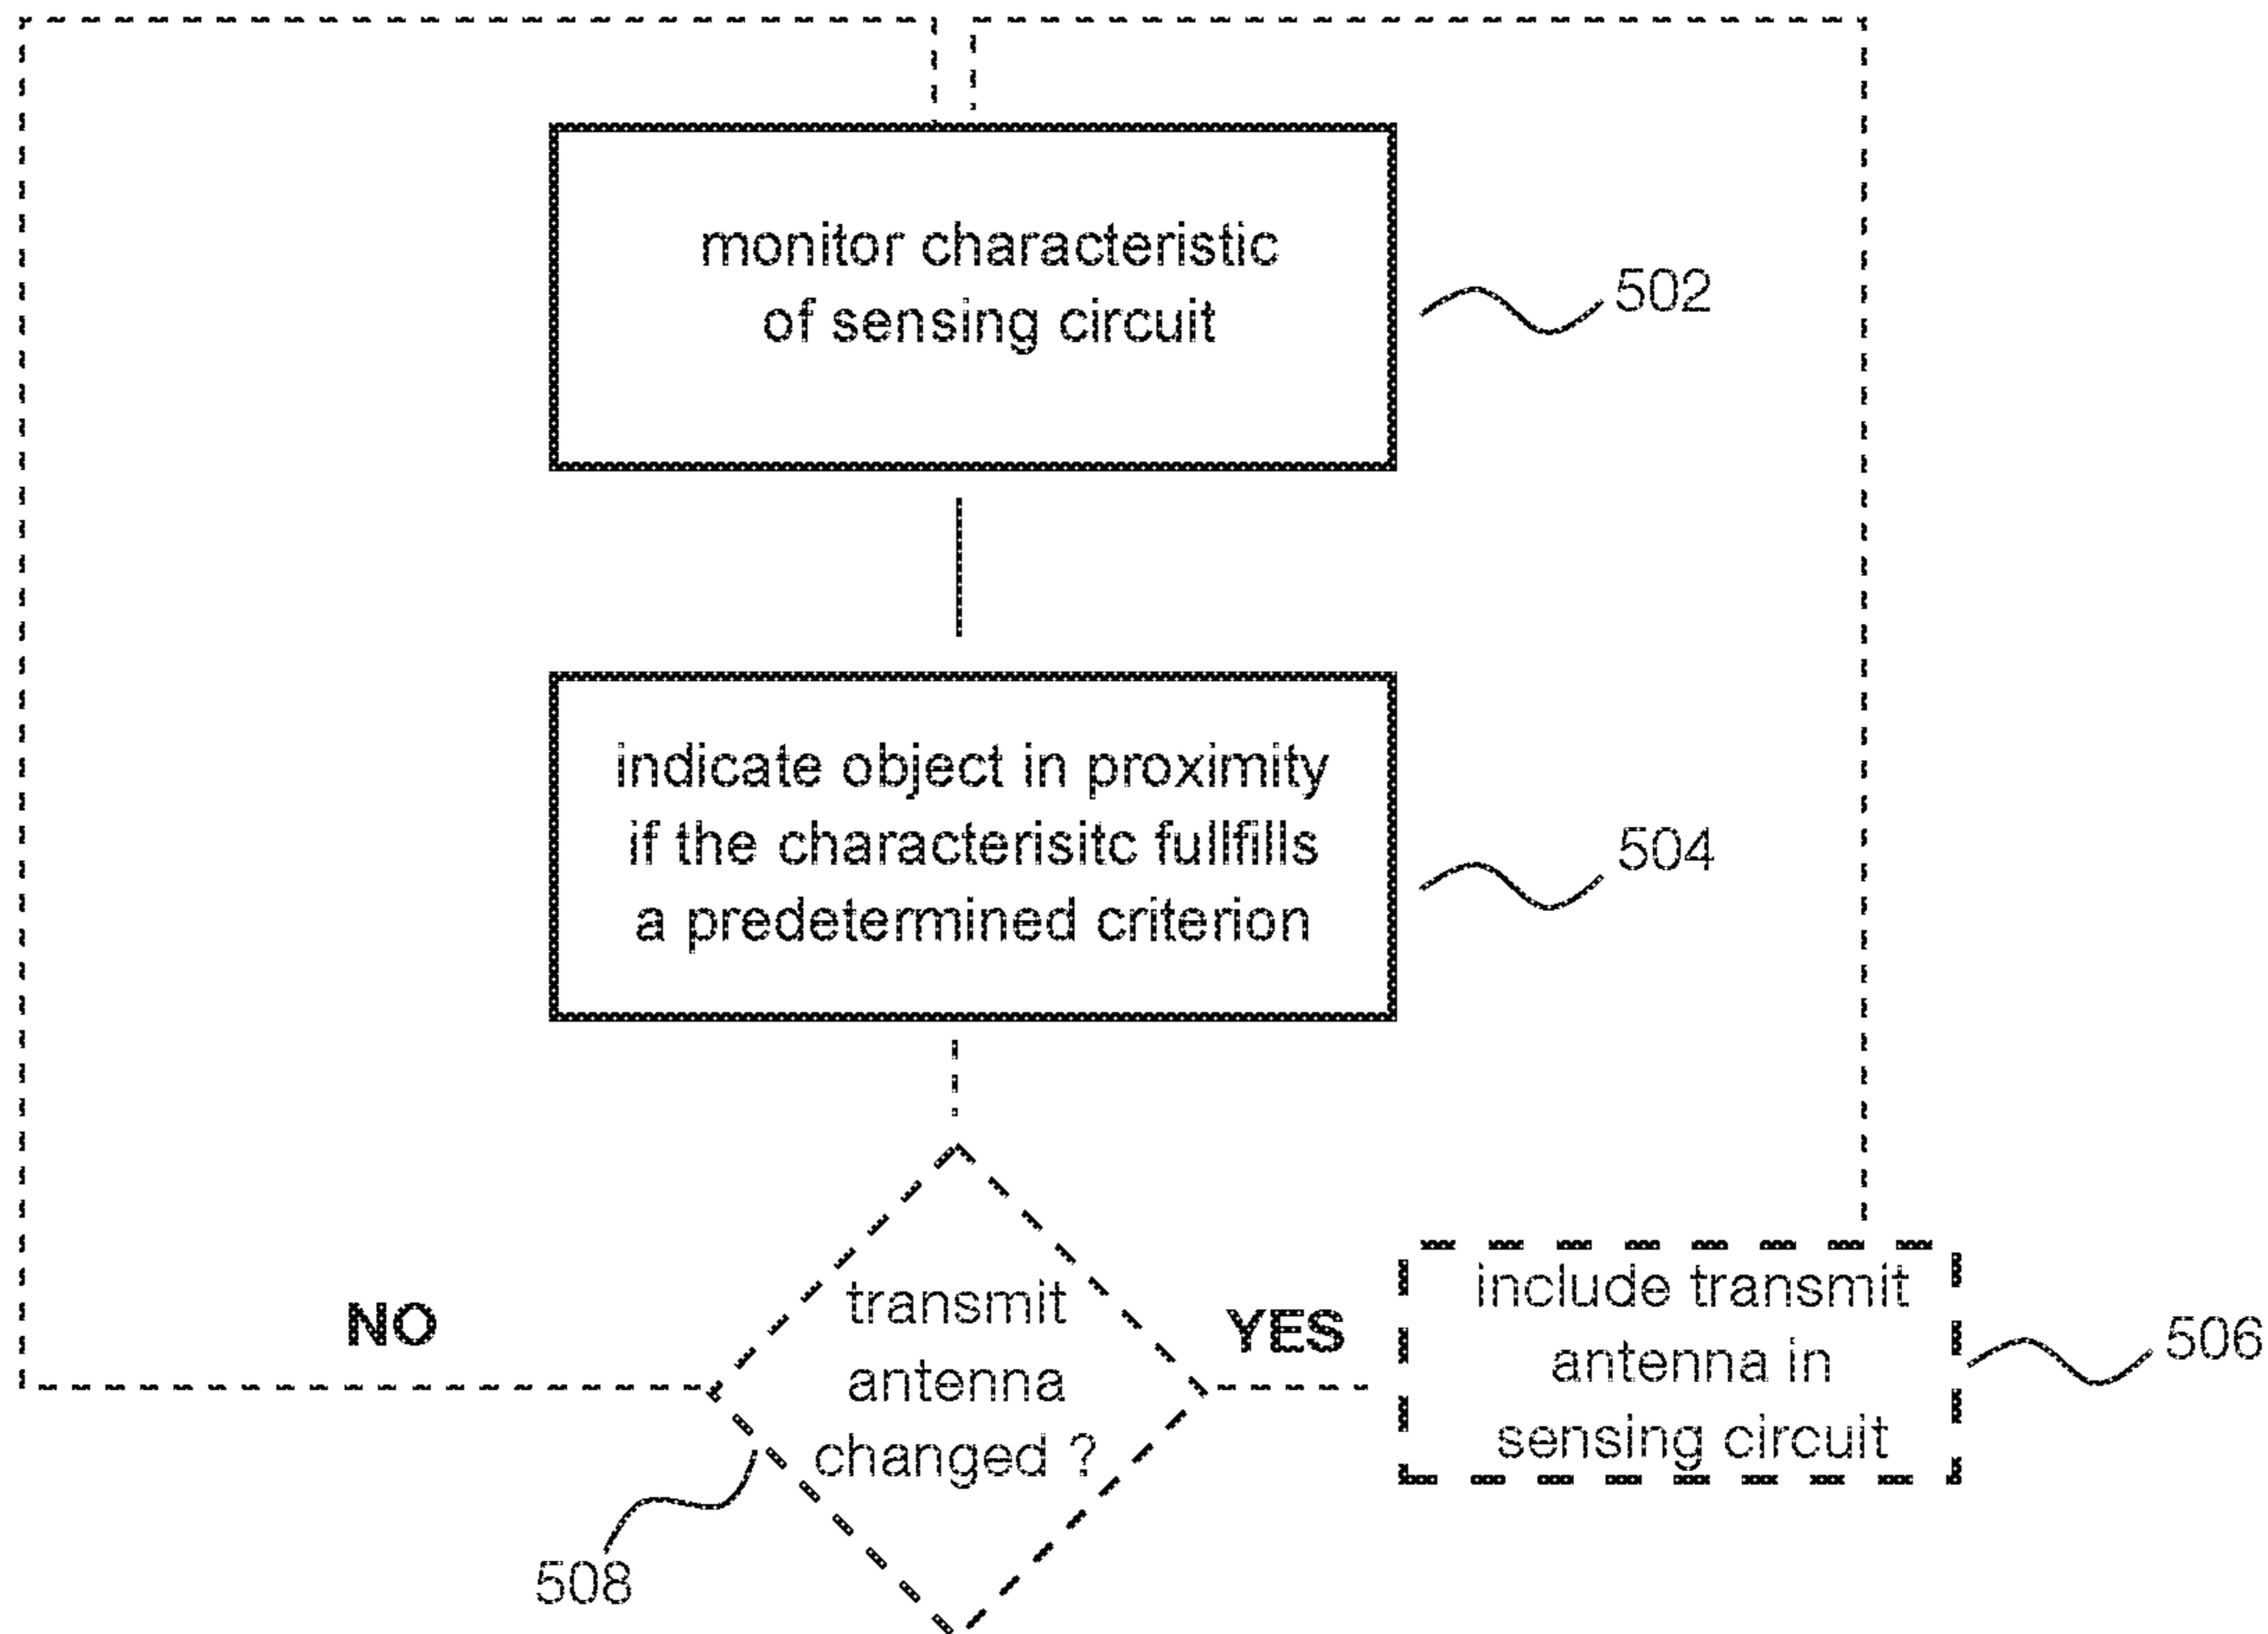 monitor characteristic
of sensing circuit
502
indicate object in proximity
if the characterisitc fullfills
a predetermined criterion
504
NO
transmit
antenna
changed ?
YES
include transmit
antenna in
sensing circuit
506
508